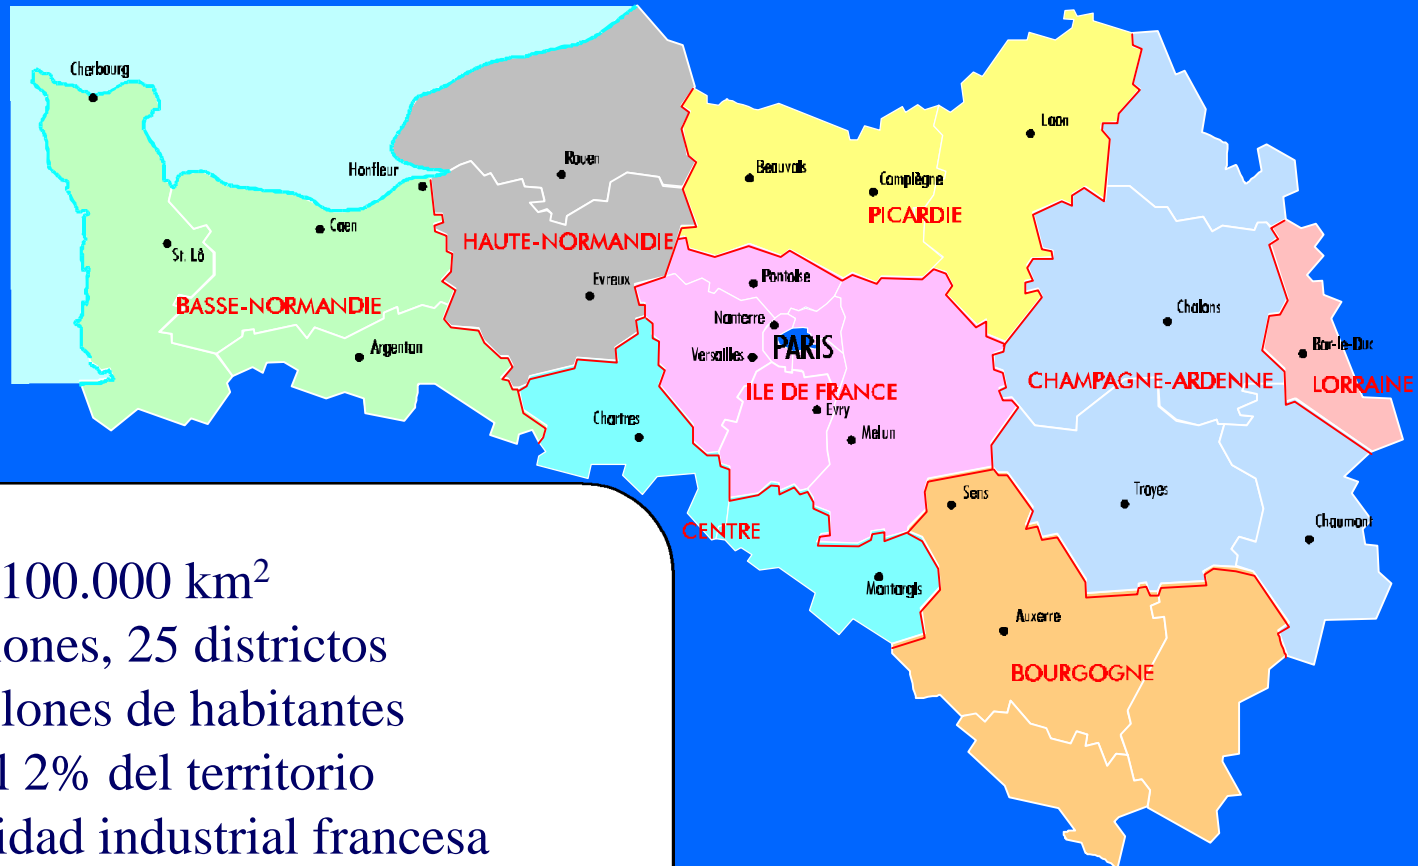 Cherbourg
Honfleur
Rouen
Beauvais
Compiègne
Laon
PICARDIE
St. Lô
Caen
HAUTE-NORMANDIE
BASSE-NORMANDIE
Evreux
Pontoise
Nanterre
PARIS
Versailles
Argentan
Chalons
Bar-le-Duc
CHAMPAGNE-ARDENNE
LORRAINE
ILE DE FRANCE
Chartres
Evry
Melun
Sens
Troyes
Chaumont
CENTRE
Montargis
Auxerre
BOURGOGNE
100.000 km²
iones, 25 districtos
lones de habitantes
l 2% del territorio
idad industrial francesa